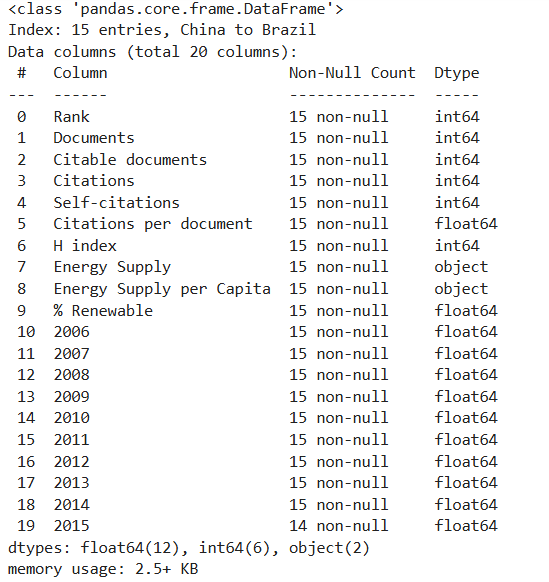 <class 'pandas.core.frame.DataFrame'>
Index: 15 entries, China to Brazil
Data columns (total 20 columns):
 #   Column                    Non-Null Count  Dtype
---  ------                    --------------  -----
 0   Rank                      15 non-null     int64
 1   Documents                 15 non-null     int64
 2   Citable documents         15 non-null     int64
 3   Citations                 15 non-null     int64
 4   Self-citations            15 non-null     int64
 5   Citations per document    15 non-null     float64
 6   H index                   15 non-null     int64
 7   Energy Supply             15 non-null     object
 8   Energy Supply per Capita  15 non-null     object
 9   % Renewable               15 non-null     float64
 10  2006                      15 non-null     float64
 11  2007                      15 non-null     float64
 12  2008                      15 non-null     float64
 13  2009                      15 non-null     float64
 14  2010                      15 non-null     float64
 15  2011                      15 non-null     float64
 16  2012                      15 non-null     float64
 17  2013                      15 non-null     float64
 18  2014                      15 non-null     float64
 19  2015                      14 non-null     float64
dtypes: float64(12), int64(6), object(2)
memory usage: 2.5+ KB